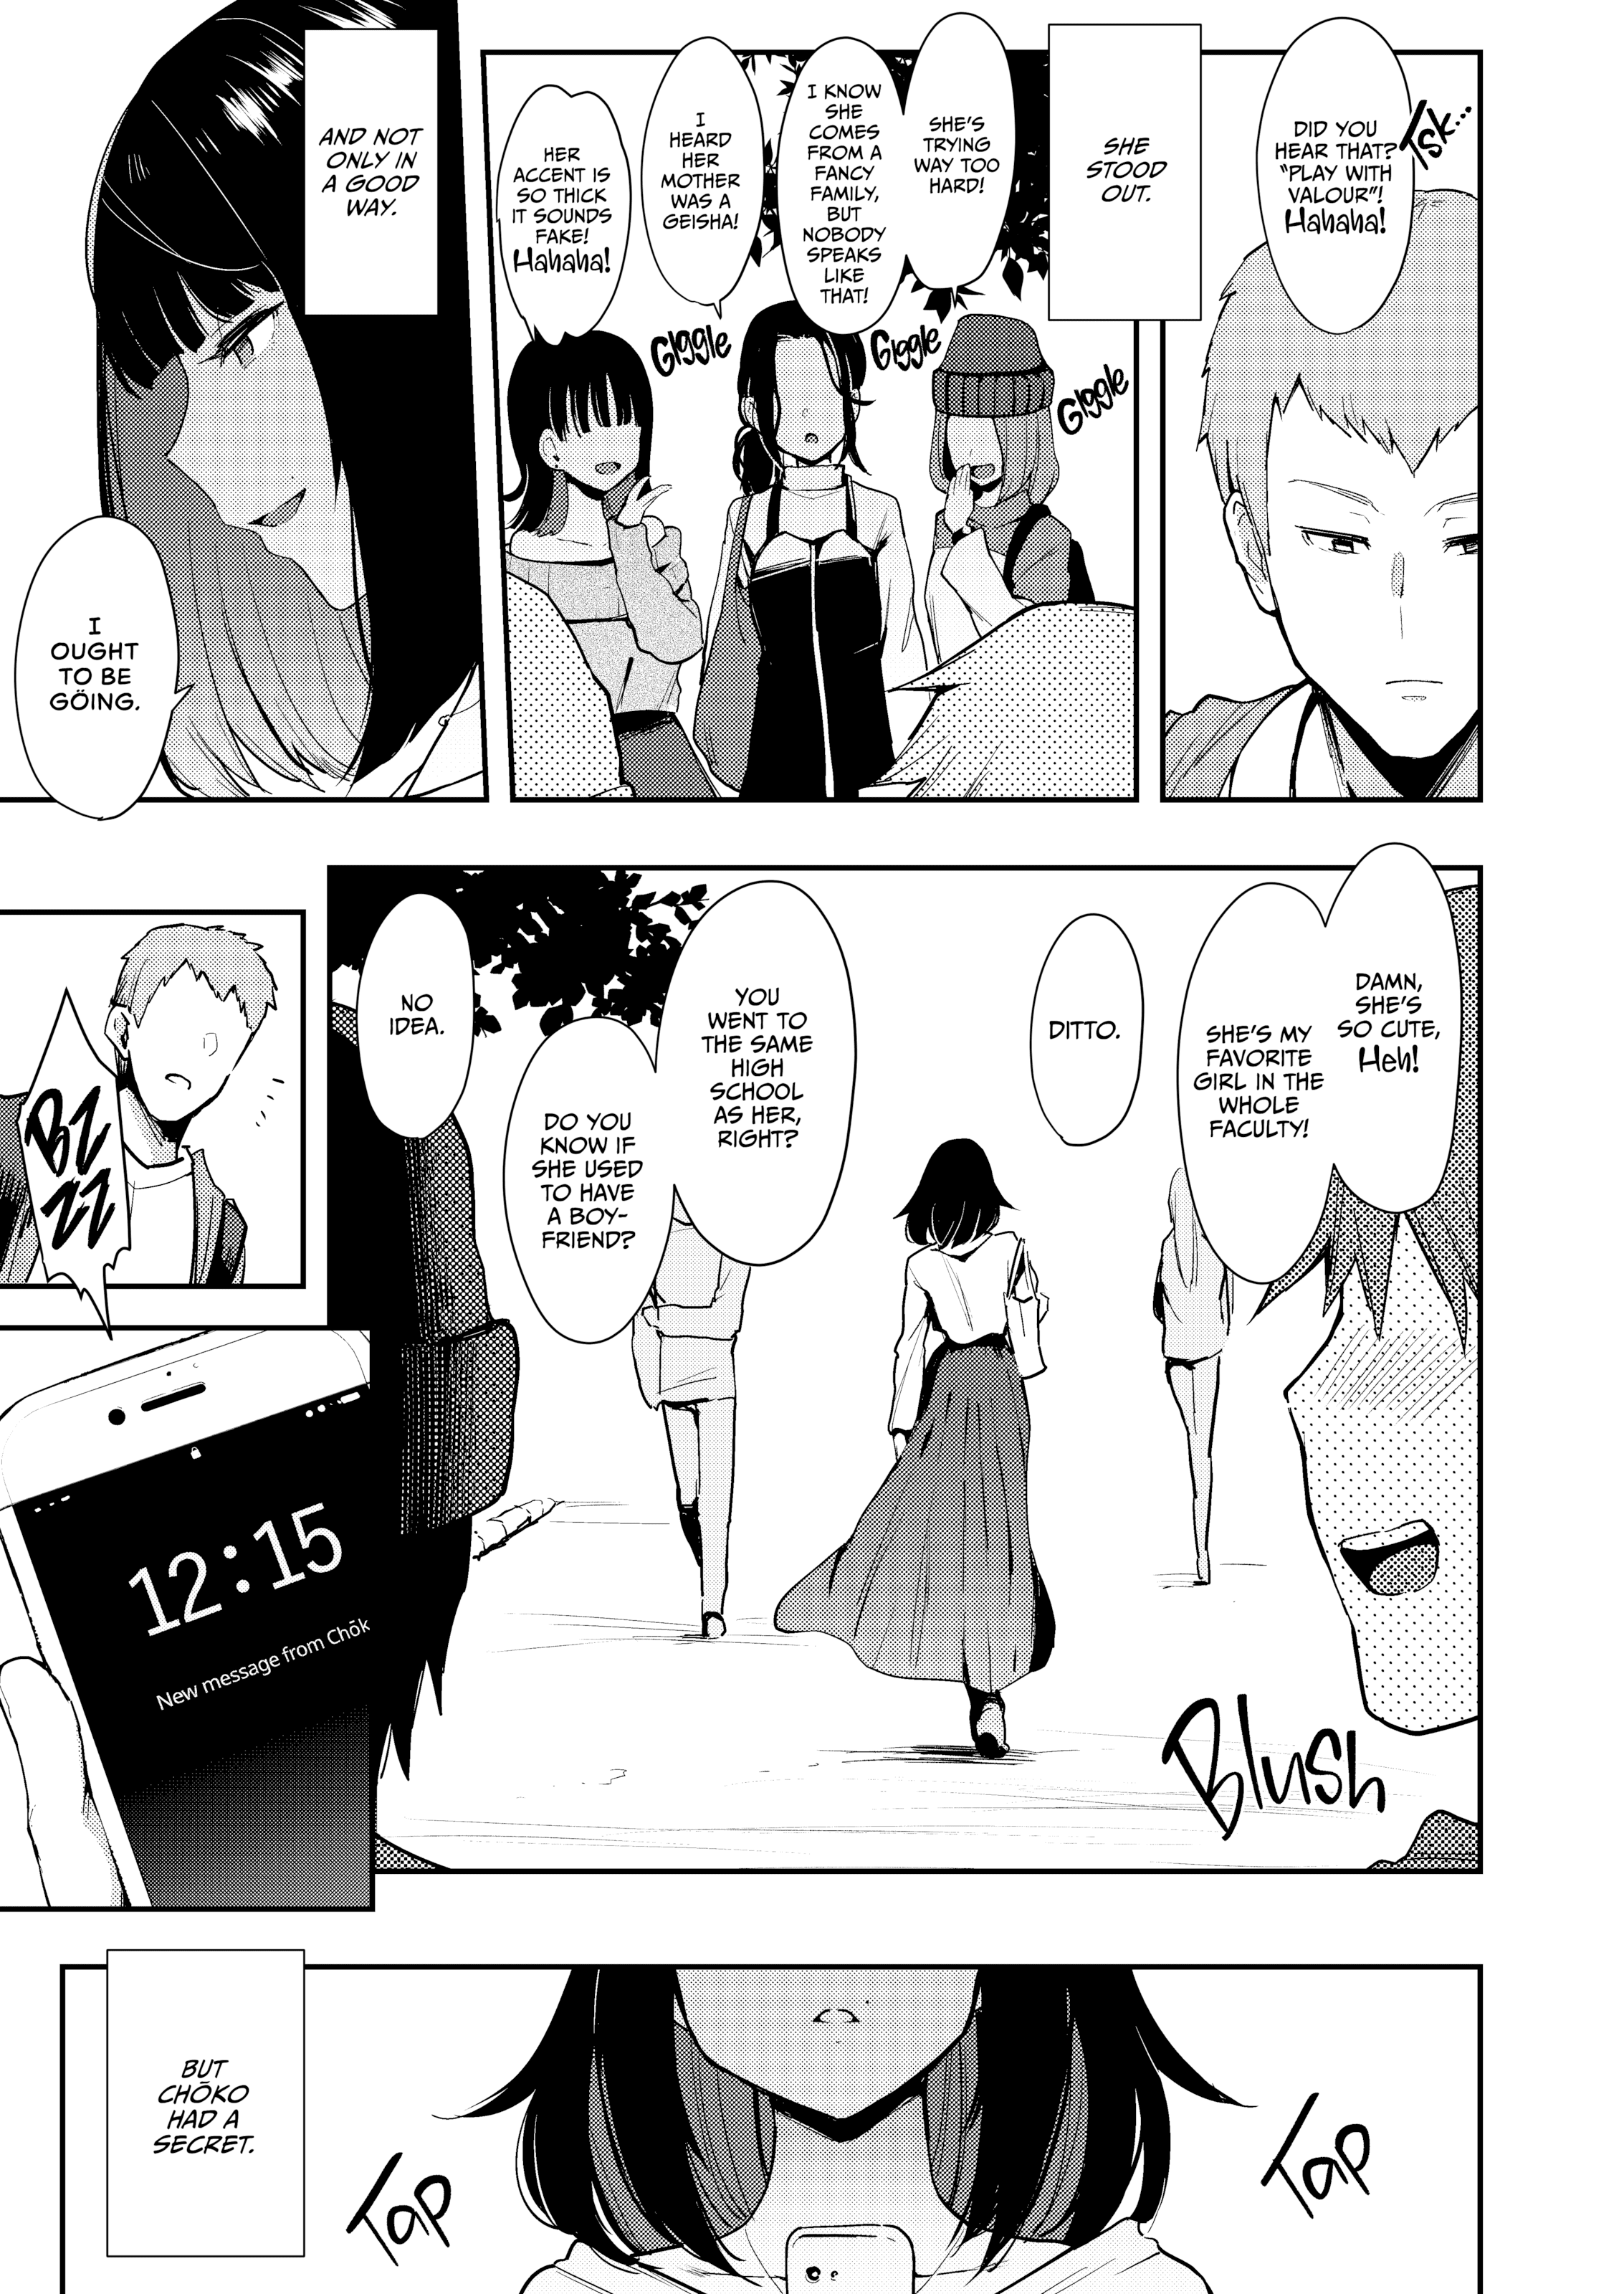 DID YOU
HEAR THAT?
“PLAY WITH
VALOUR”!
Hahaha!
Tsk...
SHE
STOOD
OUT.
SHE'S
TRYING
WAY TOO
HARD!
I KNOW
SHE
COMES
FROM A
FANCY
FAMILY,
BUT
NOBODY
SPEAKS
LIKE
THAT!
I
HEARD
HER
MOTHER
WAS A
GEISHA!
HER
ACCENT IS
SO THICK
IT SOUNDS
FAKE!
Hahaha!
Giggle
Giggle
Giggle
AND NOT
ONLY IN
A GOOD
WAY.
I
OUGHT
TO BE
GÖING.
DAMN,
SHE'S
SO CUTE,
Heh!
SHE'S MY
FAVORITE
GIRL IN THE
WHOLE
FACULTY!
DITTO.
YOU
WENT TO
THE SAME
HIGH
SCHOOL
AS HER,
RIGHT?
DO YOU
KNOW IF
SHE USED
TO HAVE
A BOY-
FRIEND?
NO
IDEA.
Blush
BZ
ZZ
12:15
New message from Chōk
BUT
CHŌKO
HAD A
SECRET.
Tap
Tap